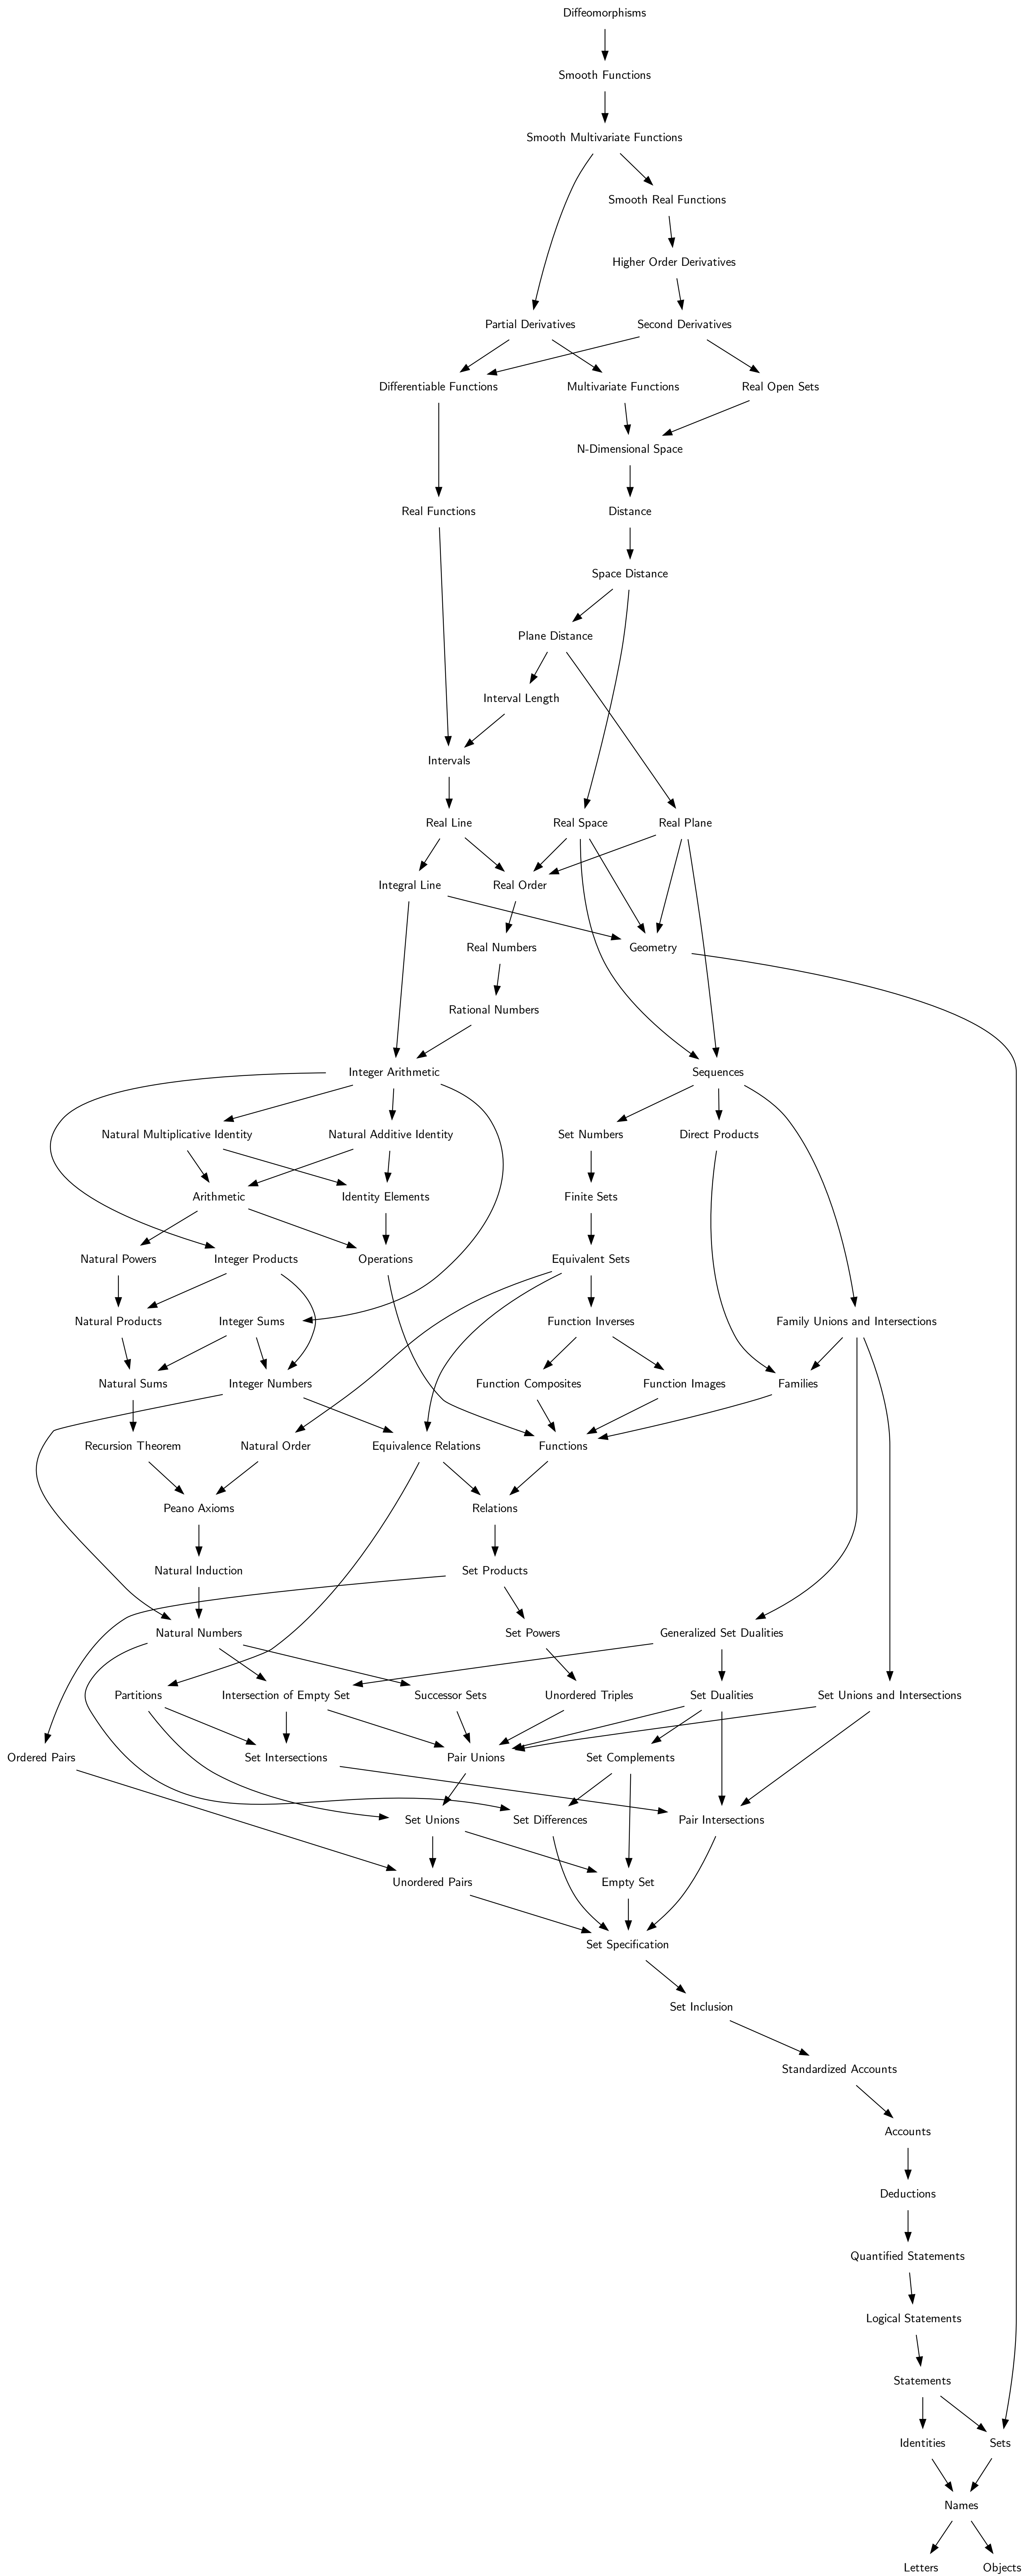 Diffeomorphisms
Smooth Functions
Smooth Multivariate Functions
Smooth Real Functions
Higher Order Derivatives
Partial Derivatives
Second Derivatives
Differentiable Functions
Multivariate Functions
Real Open Sets
N-Dimensional Space
Real Functions
Distance
Space Distance
Plane Distance
Interval Length
Intervals
Real Line
Real Space
Real Plane
Integral Line
Real Order
Real Numbers
Geometry
Rational Numbers
Integer Arithmetic
Sequences
Natural Multiplicative Identity
Natural Additive Identity
Set Numbers
Direct Products
Arithmetic
Identity Elements
Finite Sets
Natural Powers
Integer Products
Operations
Equivalent Sets
Natural Products
Integer Sums
Function Inverses
Family Unions and Intersections
Natural Sums
Integer Numbers
Function Composites
Function Images
Families
Recursion Theorem
Natural Order
Equivalence Relations
Functions
Peano Axioms
Relations
Natural Induction
Set Products
Natural Numbers
Set Powers
Generalized Set Dualities
Partitions
Intersection of Empty Set
Successor Sets
Unordered Triples
Set Dualities
Set Unions and Intersections
Ordered Pairs
Set Intersections
Pair Unions
Set Complements
Set Unions
Set Differences
Pair Intersections
Unordered Pairs
Empty Set
Set Specification
Set Inclusion
Standardized Accounts
Accounts
Deductions
Quantified Statements
Logical Statements
Statements
Identities
Sets
Names
Letters
Objects